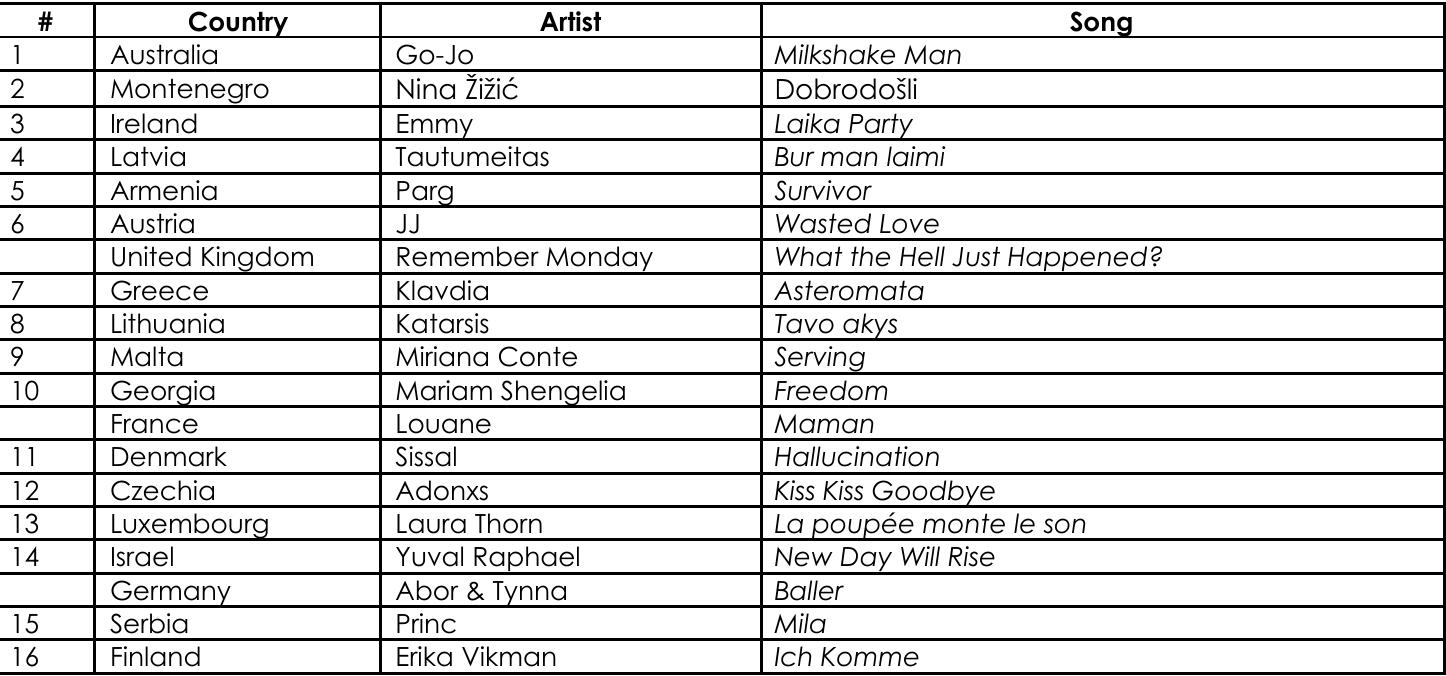 # Country Artist Song
1 Australia Go-Jo Milkshake Man
2 Montenegro Nina Žižić Dobrodošli
3 Ireland Emmy Laika Party
4 Latvia Tautumeitas Bur man laimi
5 Armenia Parg Survivor
6 Austria JJ Wasted Love
United Kingdom Remember Monday What the Hell Just Happened?
7 Greece Klavdia Asteromata
8 Lithuania Katarsis Tavo akys
9 Malta Miriana Conte Serving
10 Georgia Mariam Shengelia Freedom
France Louane Maman
11 Denmark Sissal Hallucination
12 Czechia Adonxs Kiss Kiss Goodbye
13 Luxembourg Laura Thorn La poupée monte le son
14 Israel Yuval Raphael New Day Will Rise
Germany Abor & Tynna Baller
15 Serbia Princ Mila
16 Finland Erika Vikman Ich Komme